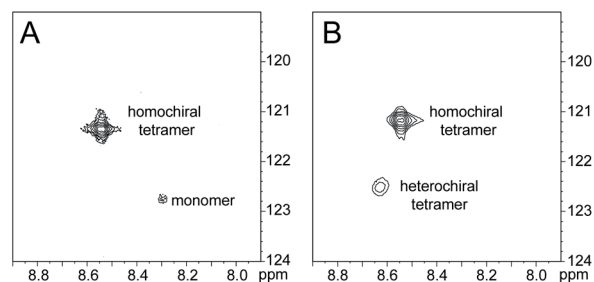 A
homochiral
tetramer
monomer
120
121
122
123
124
8.8 8.6 8.4 8.2 8.0 ppm
B
homochiral
tetramer
heterochiral
tetramer
120
121
122
123
124
8.8 8.6 8.4 8.2 8.0 ppm